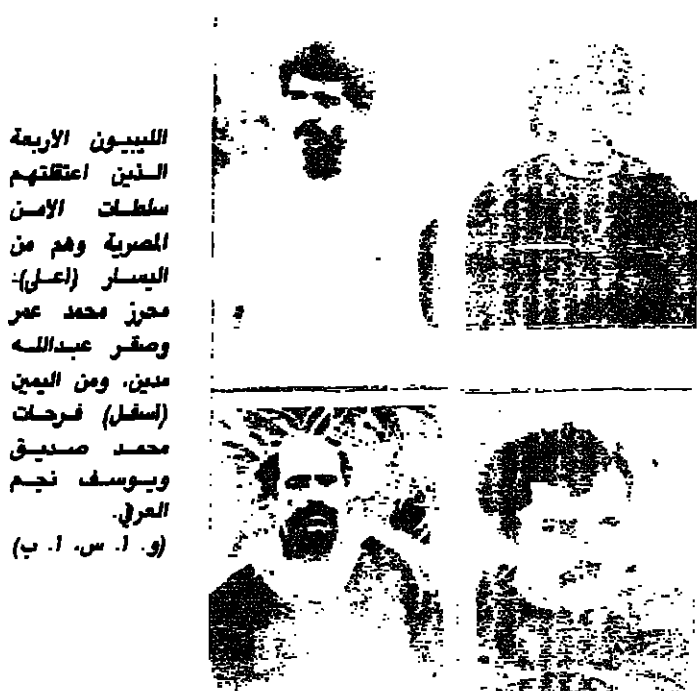 الليبيون الاربعة
الذين اعتقلتهم
سلطات الامن
المصرية وهم من
اليسار (اعلى):
محرز محمد عمر
وصقر عبدالله
مدين، ومن اليمين
(اسفل) فرحات
محمد صديق
ويوسف نجم
العرفي.
(و. ا. س، ا. ب)